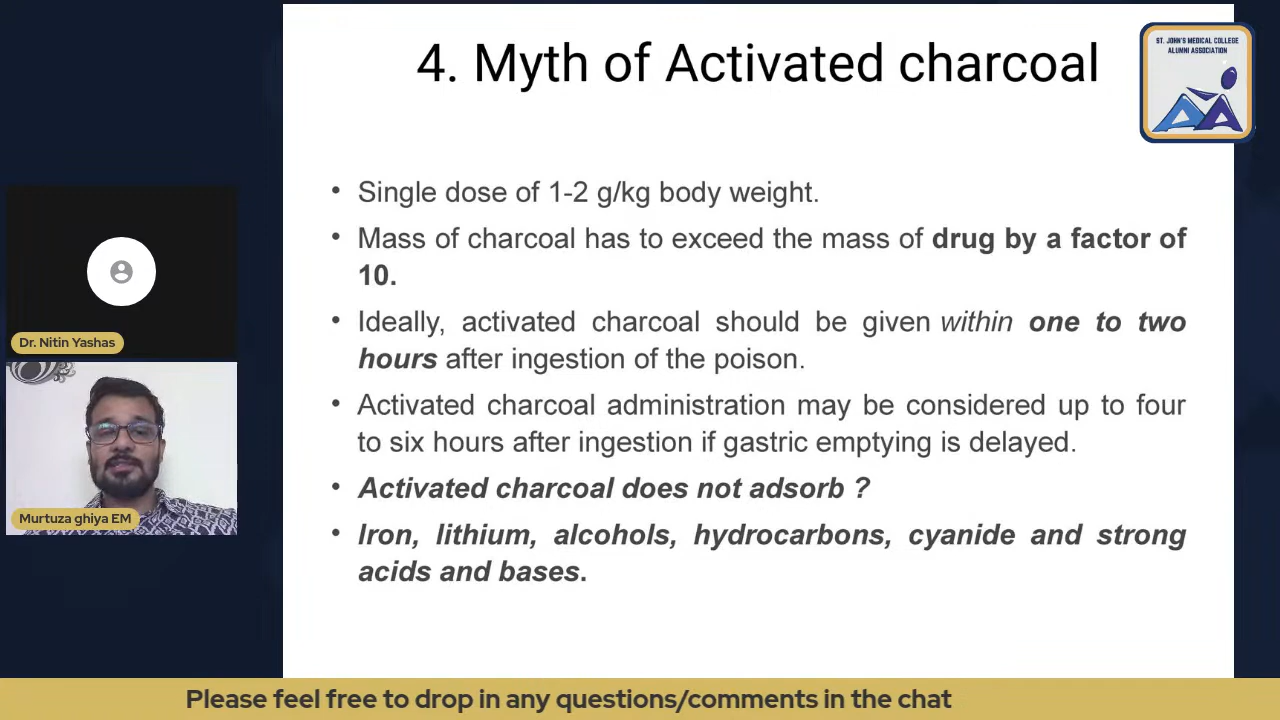 4. Myth of Activated charcoal
ST. JOHN'S MEDICAL COLLEGE
ALUMNI ASSOCIATION
• Single dose of 1-2 g/kg body weight.
• Mass of charcoal has to exceed the mass of drug by a factor of
10.
• Ideally, activated charcoal should be given within one to two
hours after ingestion of the poison.
• Activated charcoal administration may be considered up to four
to six hours after ingestion if gastric emptying is delayed.
• Activated charcoal does not adsorb ?
• Iron, lithium, alcohols, hydrocarbons, cyanide and strong
acids and bases.
Dr. Nitin Yashas
Murtuza ghiya EM
Please feel free to drop in any questions/comments in the chat